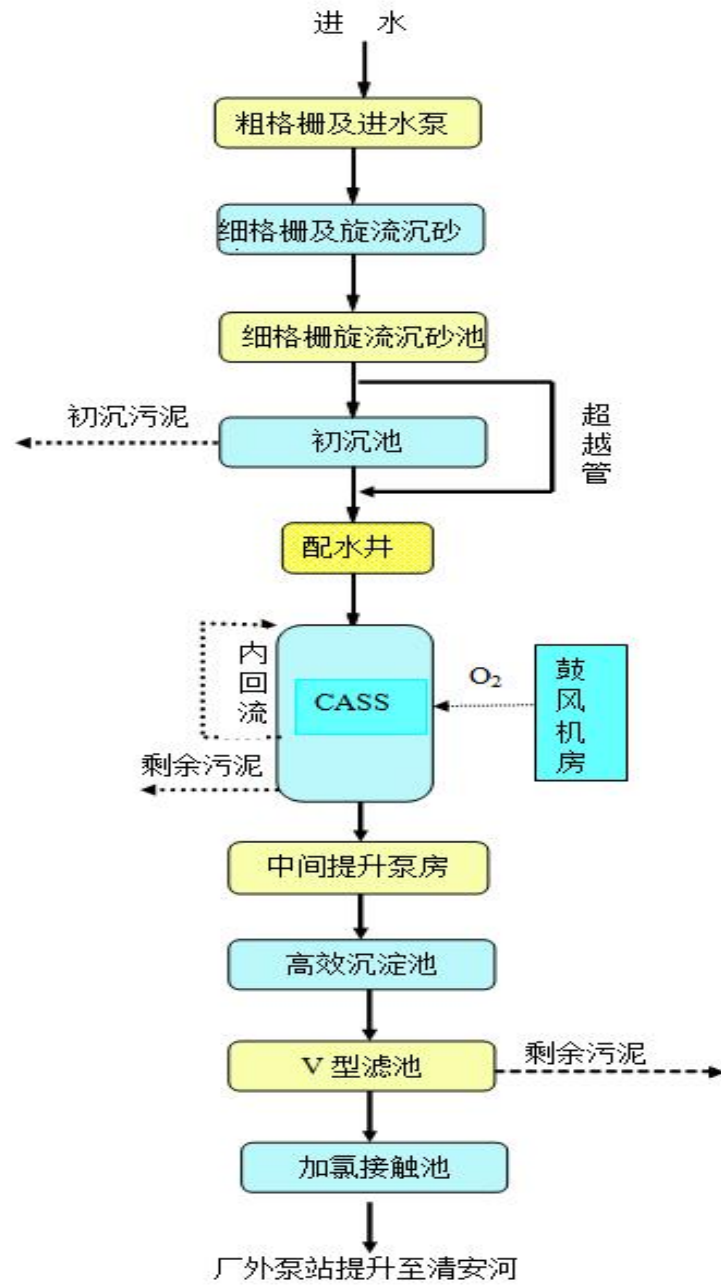 进 水
粗格栅及进水泵
细格栅及旋流沉砂
细格栅旋流沉砂池
初沉污泥
初沉池
超越管
配水井
内回流
CASS
O₂
鼓风机房
剩余污泥
中间提升泵房
高效沉淀池
V 型滤池
剩余污泥
加氯接触池
厂外泵站提升至清安河